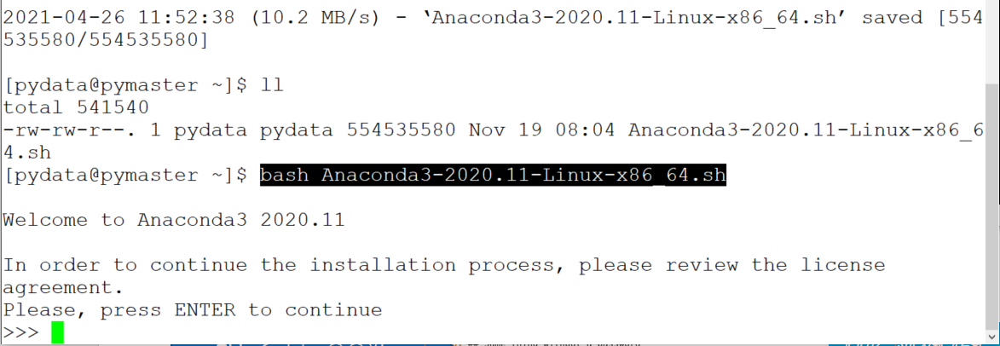 2021-04-26 11:52:38 (10.2 MB/s) - ‘Anaconda3-2020.11-Linux-x86_64.sh’ saved [554
535580/554535580]
[pydata@pymaster ~]$ ll
total 541540
-rw-rw-r--. 1 pydata pydata 554535580 Nov 19 08:04 Anaconda3-2020.11-Linux-x86_6
4.sh
[pydata@pymaster ~]$ bash Anaconda3-2020.11-Linux-x86_64.sh
Welcome to Anaconda3 2020.11
In order to continue the installation process, please review the license
agreement.
Please, press ENTER to continue
>>>